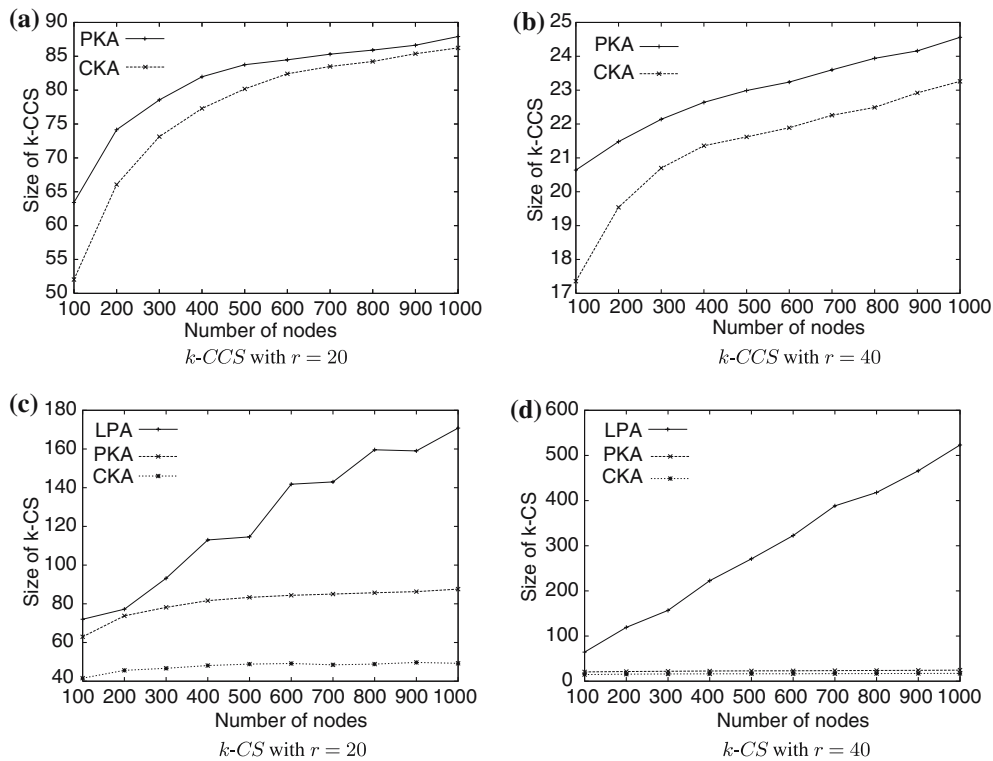 (a)
Size of k-CCS
90
85
80
75
70
65
60
55
50
PKA
CKA
100 200 300 400 500 600 700 800 900 1000
Number of nodes
k-CCS with r = 20
(b)
Size of k-CCS
25
24
23
22
21
20
19
18
17
PKA
CKA
100 200 300 400 500 600 700 800 900 1000
Number of nodes
k-CCS with r = 40
(c)
Size of k-CS
180
160
140
120
100
80
60
40
LPA
PKA
CKA
100 200 300 400 500 600 700 800 900 1000
Number of nodes
k-CS with r = 20
(d)
Size of k-CS
600
500
400
300
200
100
0
LPA
PKA
CKA
100 200 300 400 500 600 700 800 900 1000
Number of nodes
k-CS with r = 40